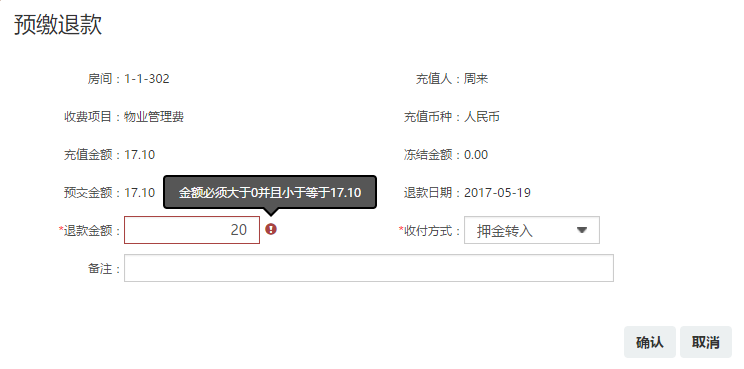 预缴退款
房间：1-1-302 充值人：周来
收费项目：物业管理费 充值币种：人民币
充值金额：17.10 冻结金额：0.00
预交金额：17.10 金额必须大于0并且小于等于17.10 退款日期：2017-05-19
*退款金额： 20 *收付方式：押金转入
备注：
确认 取消